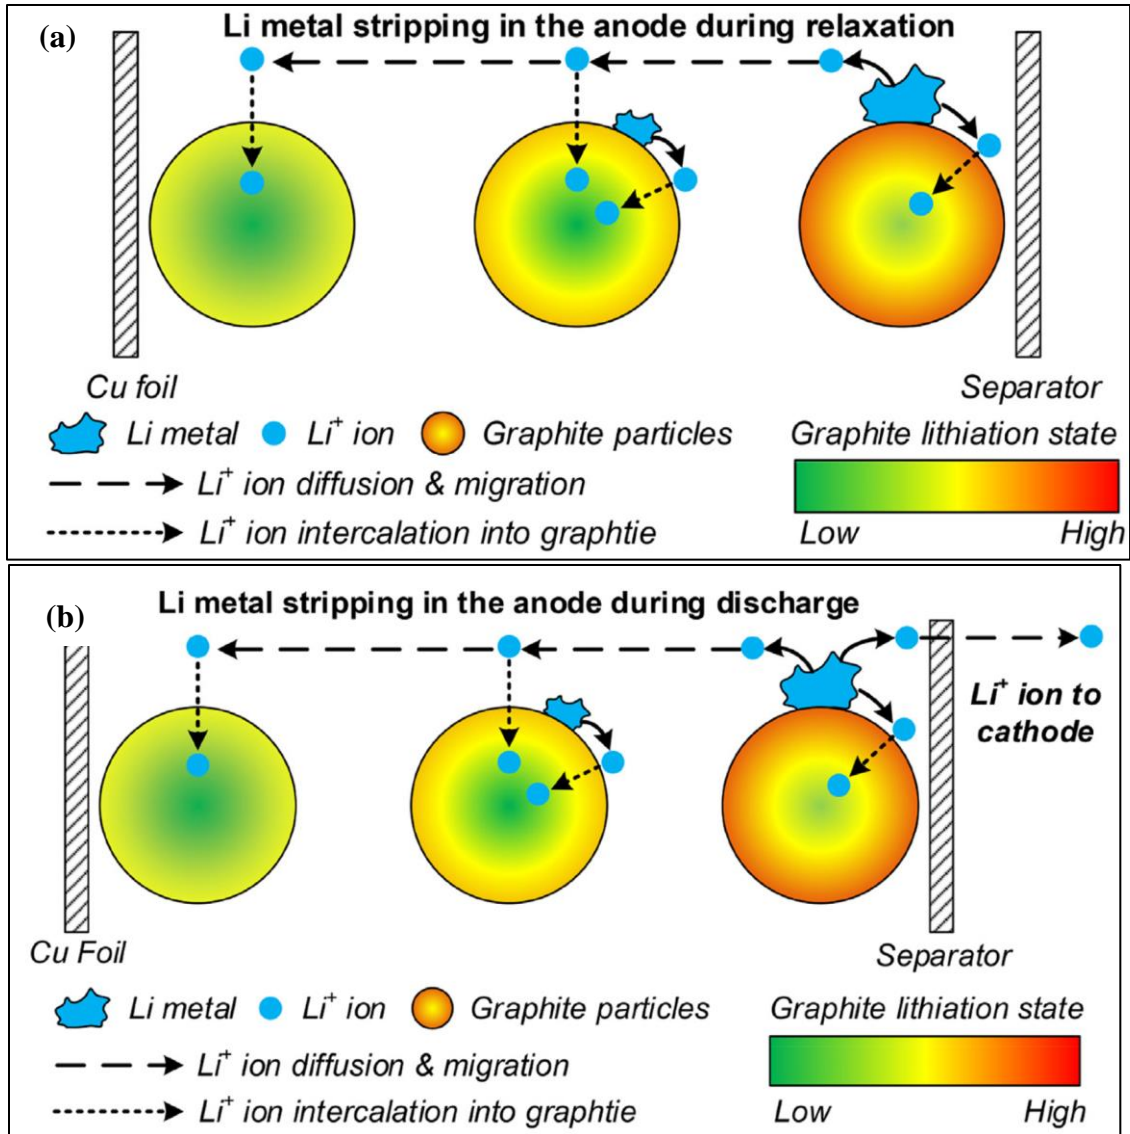 (a)
Li metal stripping in the anode during relaxation
Cu foil
Separator
Li metal
Li⁺ ion
Graphite particles
Graphite lithiation state
Li⁺ ion diffusion & migration
Li⁺ ion intercalation into graphtie
Low
High
(b)
Li metal stripping in the anode during discharge
Li⁺ ion to
cathode
Cu Foil
Separator
Li metal
Li⁺ ion
Graphite particles
Graphite lithiation state
Li⁺ ion diffusion & migration
Li⁺ ion intercalation into graphtie
Low
High